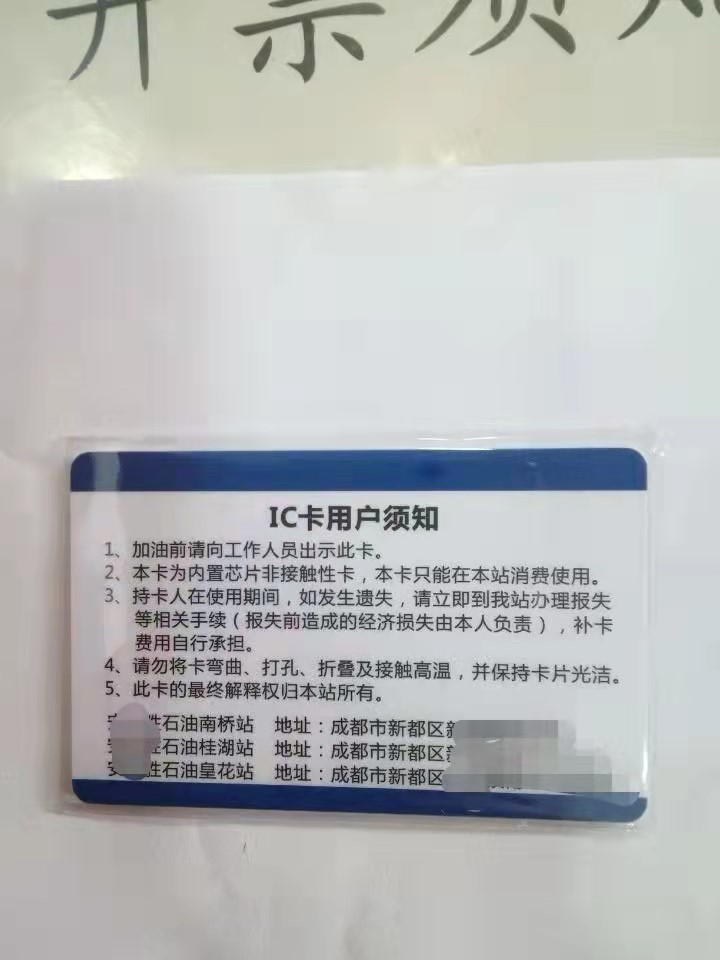 开票须
IC卡用户须知
1、加油前请向工作人员出示此卡。
2、本卡为内置芯片非接触性卡，本卡只能在本站消费使用。
3、持卡人在使用期间，如发生遗失，请立即到我站办理报失
等相关手续（报失前造成的经济损失由本人负责），补卡
费用自行承担。
4、请勿将卡弯曲、打孔、折叠及接触高温，并保持卡片光洁。
5、此卡的最终解释权归本站所有。
石油南桥站 地址：成都市新都区
石油桂湖站 地址：成都市新都区
石油皇花站 地址：成都市新都区